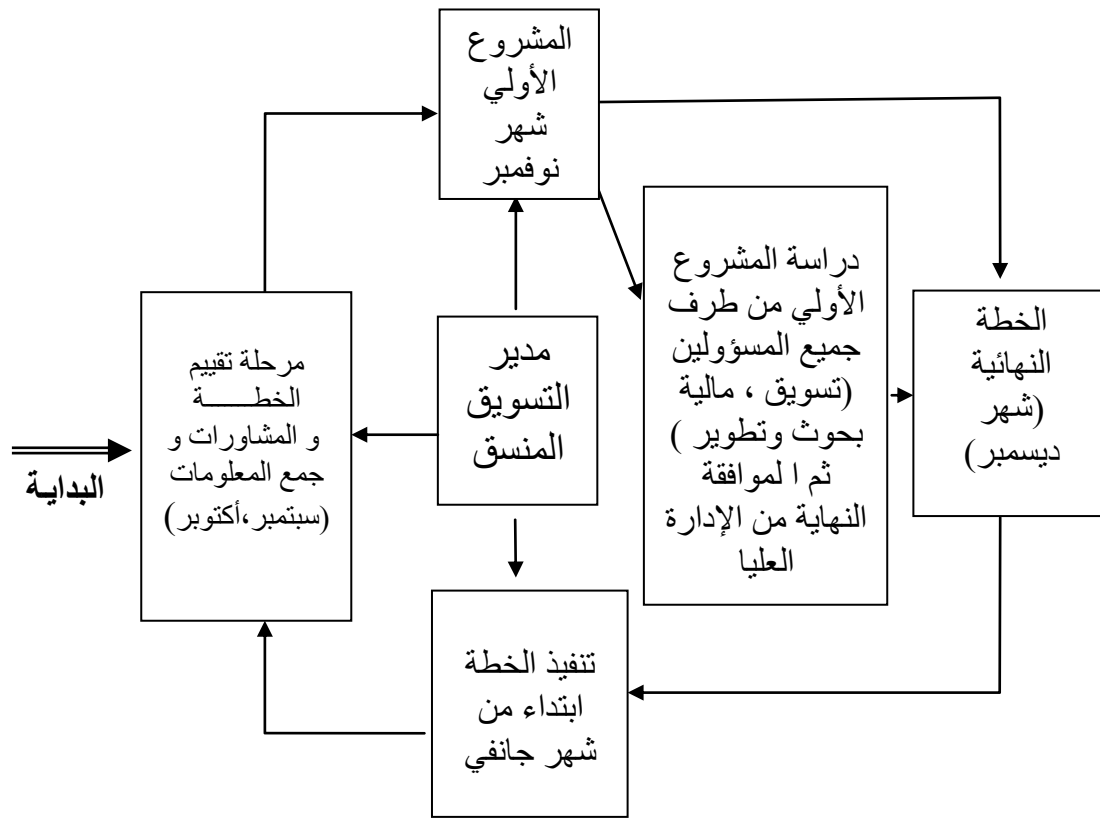 المشروع
الأولي
شهر
نوفمبر
دراسة المشروع
الأولي من طرف
جميع المسؤولين
(تسويق ، مالية
بحوث وتطوير )
ثم ا لموافقة
النهاية من الإدارة
العليا
الخطة
النهائية
(شهر
ديسمبر)
مدير
التسويق
المنسق
مرحلة تقييم
الخطـــــة
و المشاورات و
جمع المعلومات
(سبتمبر،أكتوبر)
البدايـة
تنفيذ الخطة
ابتداء من
شهر جانفي